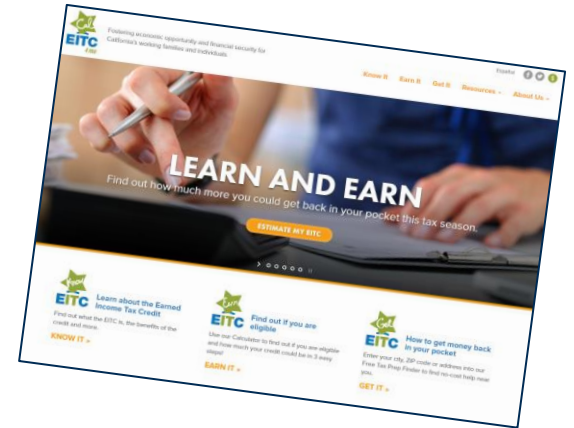 Cal
EITC
4 ME
Fostering economic opportunity and financial security for
California's working families and individuals.
Español
Know It Earn It Get It Resources About Us
LEARN AND EARN
Find out how much more you could get back in your pocket this tax season.
ESTIMATE MY EITC
Know
EITC
Learn about the Earned
Income Tax Credit
Find out what the EITC is, the benefits of the
credit and more.
KNOW IT »
Earn
EITC
Find out if you are
eligible
Use our Calculator to find out if you are eligible
and how much your credit could be in 3 easy
steps!
EARN IT »
Get
EITC
How to get money back
in your pocket
Enter your city, ZIP code or address into our
Free Tax Prep Finder to find no-cost help near
you.
GET IT »